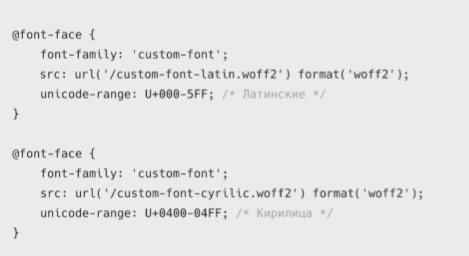 @font-face {
    font-family: 'custom-font';
    src: url('/custom-font-latin.woff2') format('woff2');
    unicode-range: U+000-5FF; /* Латинские */
}

@font-face {
    font-family: 'custom-font';
    src: url('/custom-font-cyrilic.woff2') format('woff2');
    unicode-range: U+0400-04FF; /* Кирилица */
}